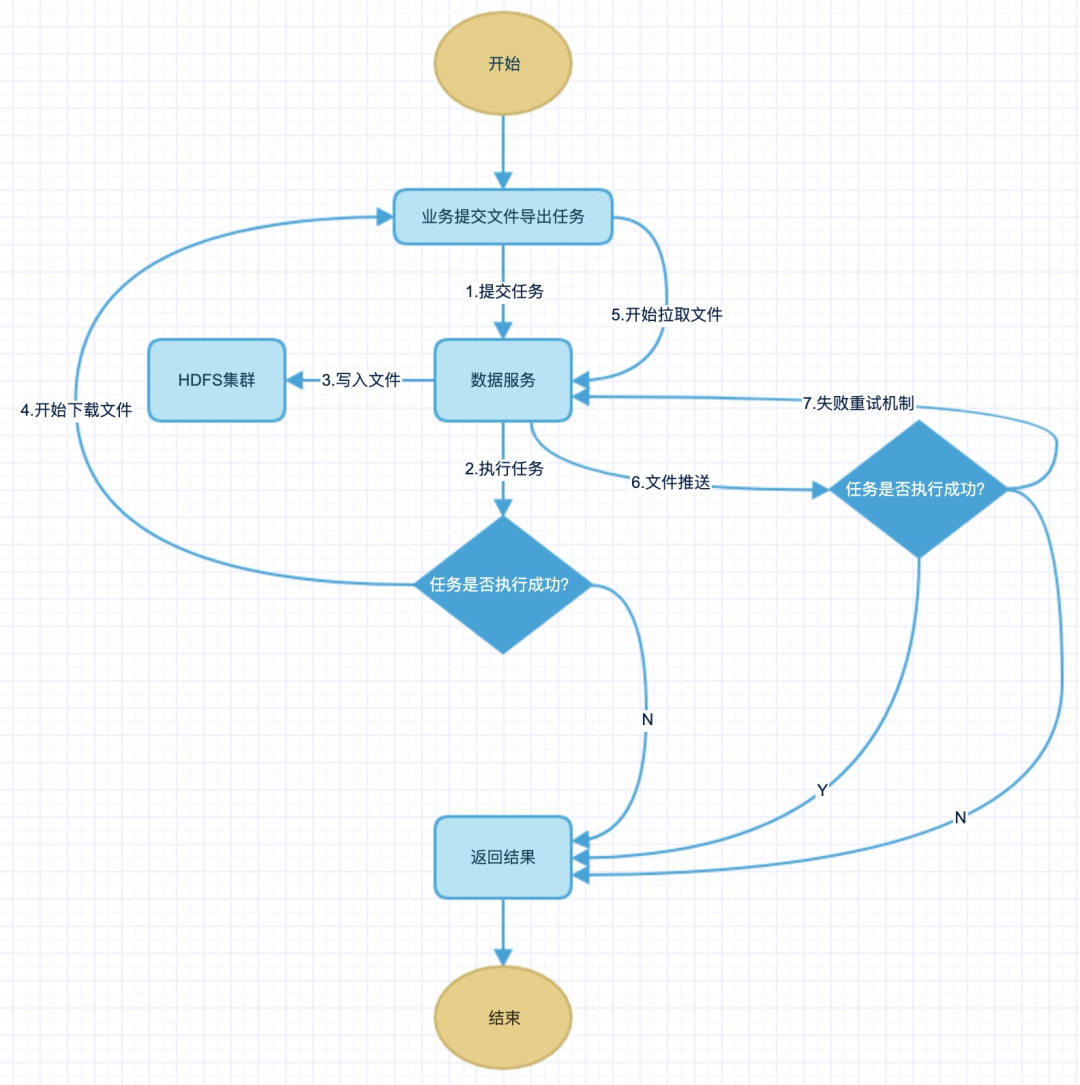 开始
业务提交文件导出任务
1.提交任务
5.开始拉取文件
HDFS集群
3.写入文件
数据服务
4.开始下载文件
7.失败重试机制
2.执行任务
6.文件推送
任务是否执行成功?
任务是否执行成功?
N
Y
N
返回结果
结束